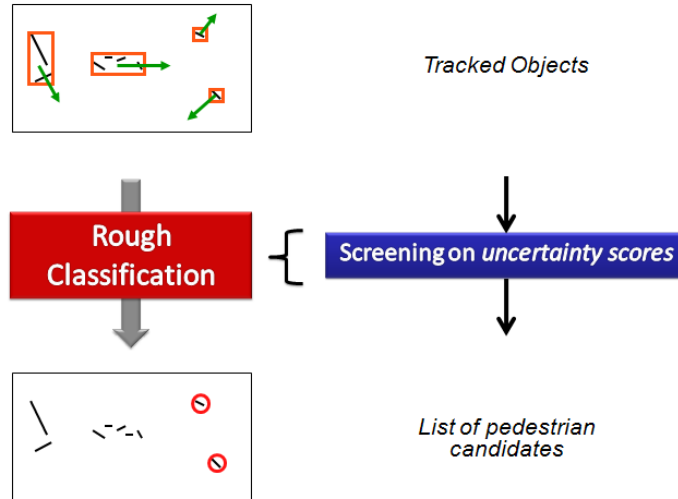 Tracked Objects
Rough
Classification
Screening on uncertainty scores
List of pedestrian
candidates